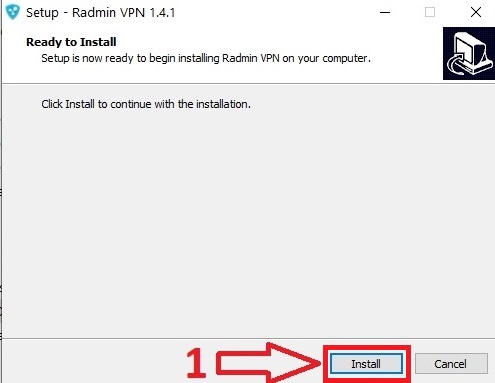 Setup - Radmin VPN 1.4.1
Ready to Install
Setup is now ready to begin installing Radmin VPN on your computer.
Click Install to continue with the installation.
1
Install
Cancel